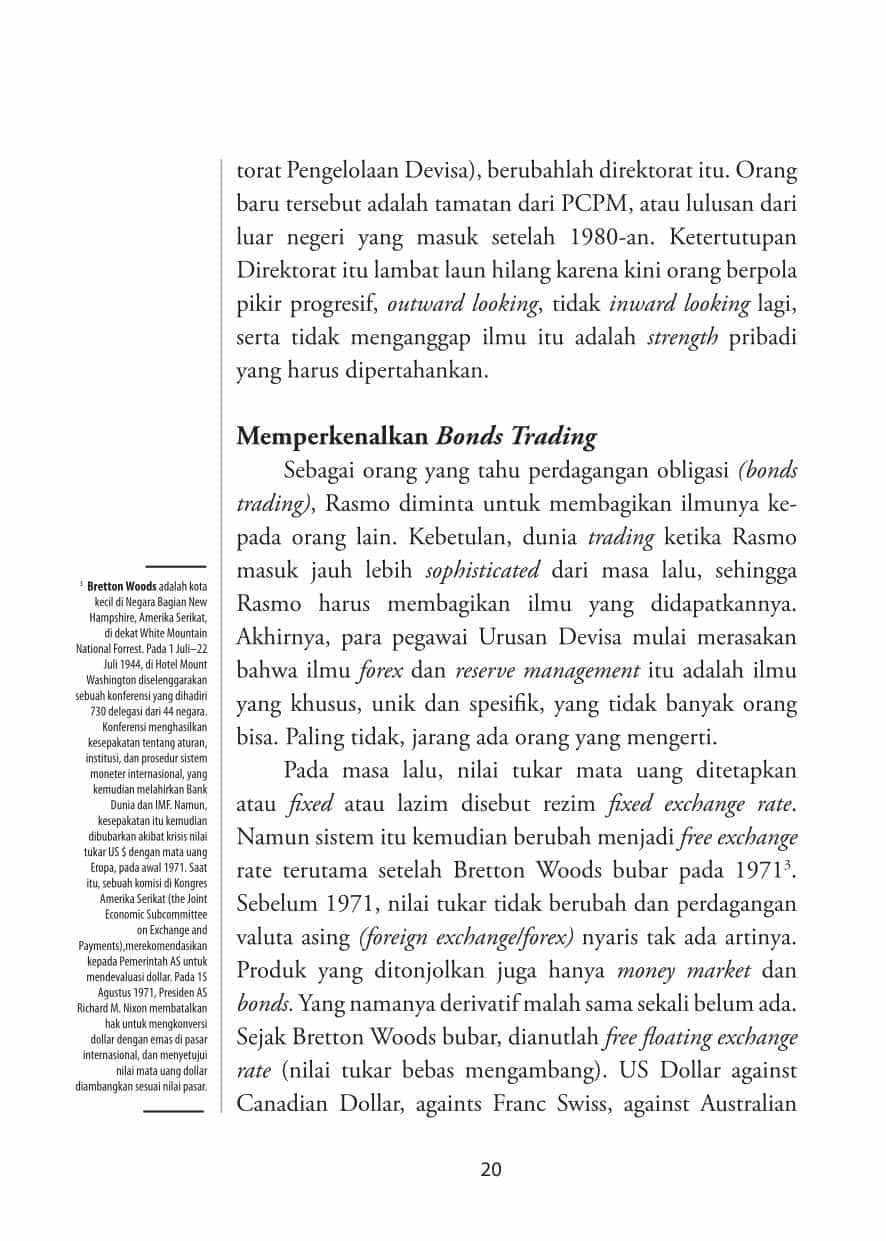 torat Pengelolaan Devisa), berubahlah direktorat itu. Orang
baru tersebut adalah tamatan dari PCPM, atau lulusan dari
luar negeri yang masuk setelah 1980-an. Ketertutupan
Direktorat itu lambat laun hilang karena kini orang berpola
pikir progresif, outward looking, tidak inward looking lagi,
serta tidak menganggap ilmu itu adalah strength pribadi
yang harus dipertahankan.
Memperkenalkan Bonds Trading
Sebagai orang yang tahu perdagangan obligasi (bonds
trading), Rasmo diminta untuk membagikan ilmunya ke-
pada orang lain. Kebetulan, dunia trading ketika Rasmo
masuk jauh lebih sophisticated dari masa lalu, sehingga
Rasmo harus membagikan ilmu yang didapatkannya.
Akhirnya, para pegawai Urusan Devisa mulai merasakan
bahwa ilmu forex dan reserve management itu adalah ilmu
yang khusus, unik dan spesifik, yang tidak banyak orang
bisa. Paling tidak, jarang ada orang yang mengerti.
Pada masa lalu, nilai tukar mata uang ditetapkan
atau fixed atau lazim disebut rezim fixed exchange rate.
Namun sistem itu kemudian berubah menjadi free exchange
rate terutama setelah Bretton Woods bubar pada 1971³.
Sebelum 1971, nilai tukar tidak berubah dan perdagangan
valuta asing (foreign exchange/forex) nyaris tak ada artinya.
Produk yang ditonjolkan juga hanya money market dan
bonds. Yang namanya derivatif malah sama sekali belum ada.
Sejak Bretton Woods bubar, dianutlah free floating exchange
rate (nilai tukar bebas mengambang). US Dollar against
Canadian Dollar, againts Franc Swiss, against Australian
³ Bretton Woods adalah kota
kecil di Negara Bagian New
Hampshire, Amerika Serikat,
di dekat White Mountain
National Forrest. Pada 1 Juli–22
Juli 1944, di Hotel Mount
Washington diselenggarakan
sebuah konferensi yang dihadiri
730 delegasi dari 44 negara.
Konferensi menghasilkan
kesepakatan tentang aturan,
institusi, dan prosedur sistem
moneter internasional, yang
kemudian melahirkan Bank
Dunia dan IMF. Namun,
kesepakatan itu kemudian
dibubarkan akibat krisis nilai
tukar US $ dengan mata uang
Eropa, pada awal 1971. Saat
itu, sebuah komisi di Kongres
Amerika Serikat (the Joint
Economic Subcommittee
on Exchange and
Payments),merekomendasikan
kepada Pemerintah AS untuk
mendevaluasi dollar. Pada 15
Agustus 1971, Presiden AS
Richard M. Nixon membatalkan
hak untuk mengkonversi
dollar dengan emas di pasar
internasional, dan menyetujui
nilai mata uang dollar
diambangkan sesuai nilai pasar.
20